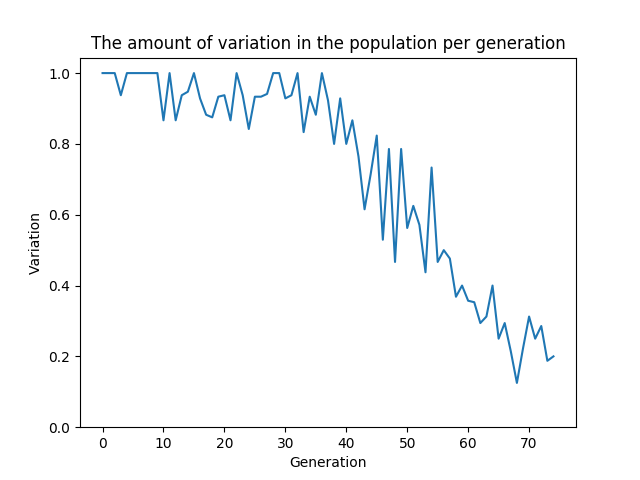 The amount of variation in the population per generation
1.0
0.8
0.6
0.4
0.2
0.0
Variation
0 10 20 30 40 50 60 70
Generation